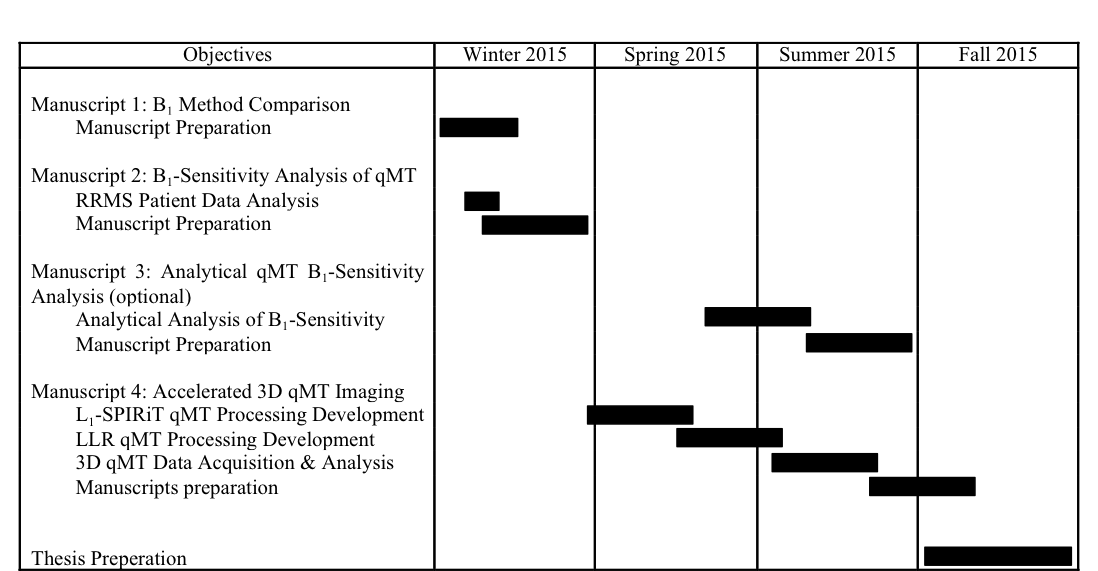 Objectives Winter 2015 Spring 2015 Summer 2015 Fall 2015
Manuscript 1: B₁ Method Comparison
Manuscript Preparation
Manuscript 2: B₁-Sensitivity Analysis of qMT
RRMS Patient Data Analysis
Manuscript Preparation
Manuscript 3: Analytical qMT B₁-Sensitivity
Analysis (optional)
Analytical Analysis of B₁-Sensitivity
Manuscript Preparation
Manuscript 4: Accelerated 3D qMT Imaging
L₁-SPIRiT qMT Processing Development
LLR qMT Processing Development
3D qMT Data Acquisition & Analysis
Manuscripts preparation
Thesis Preperation